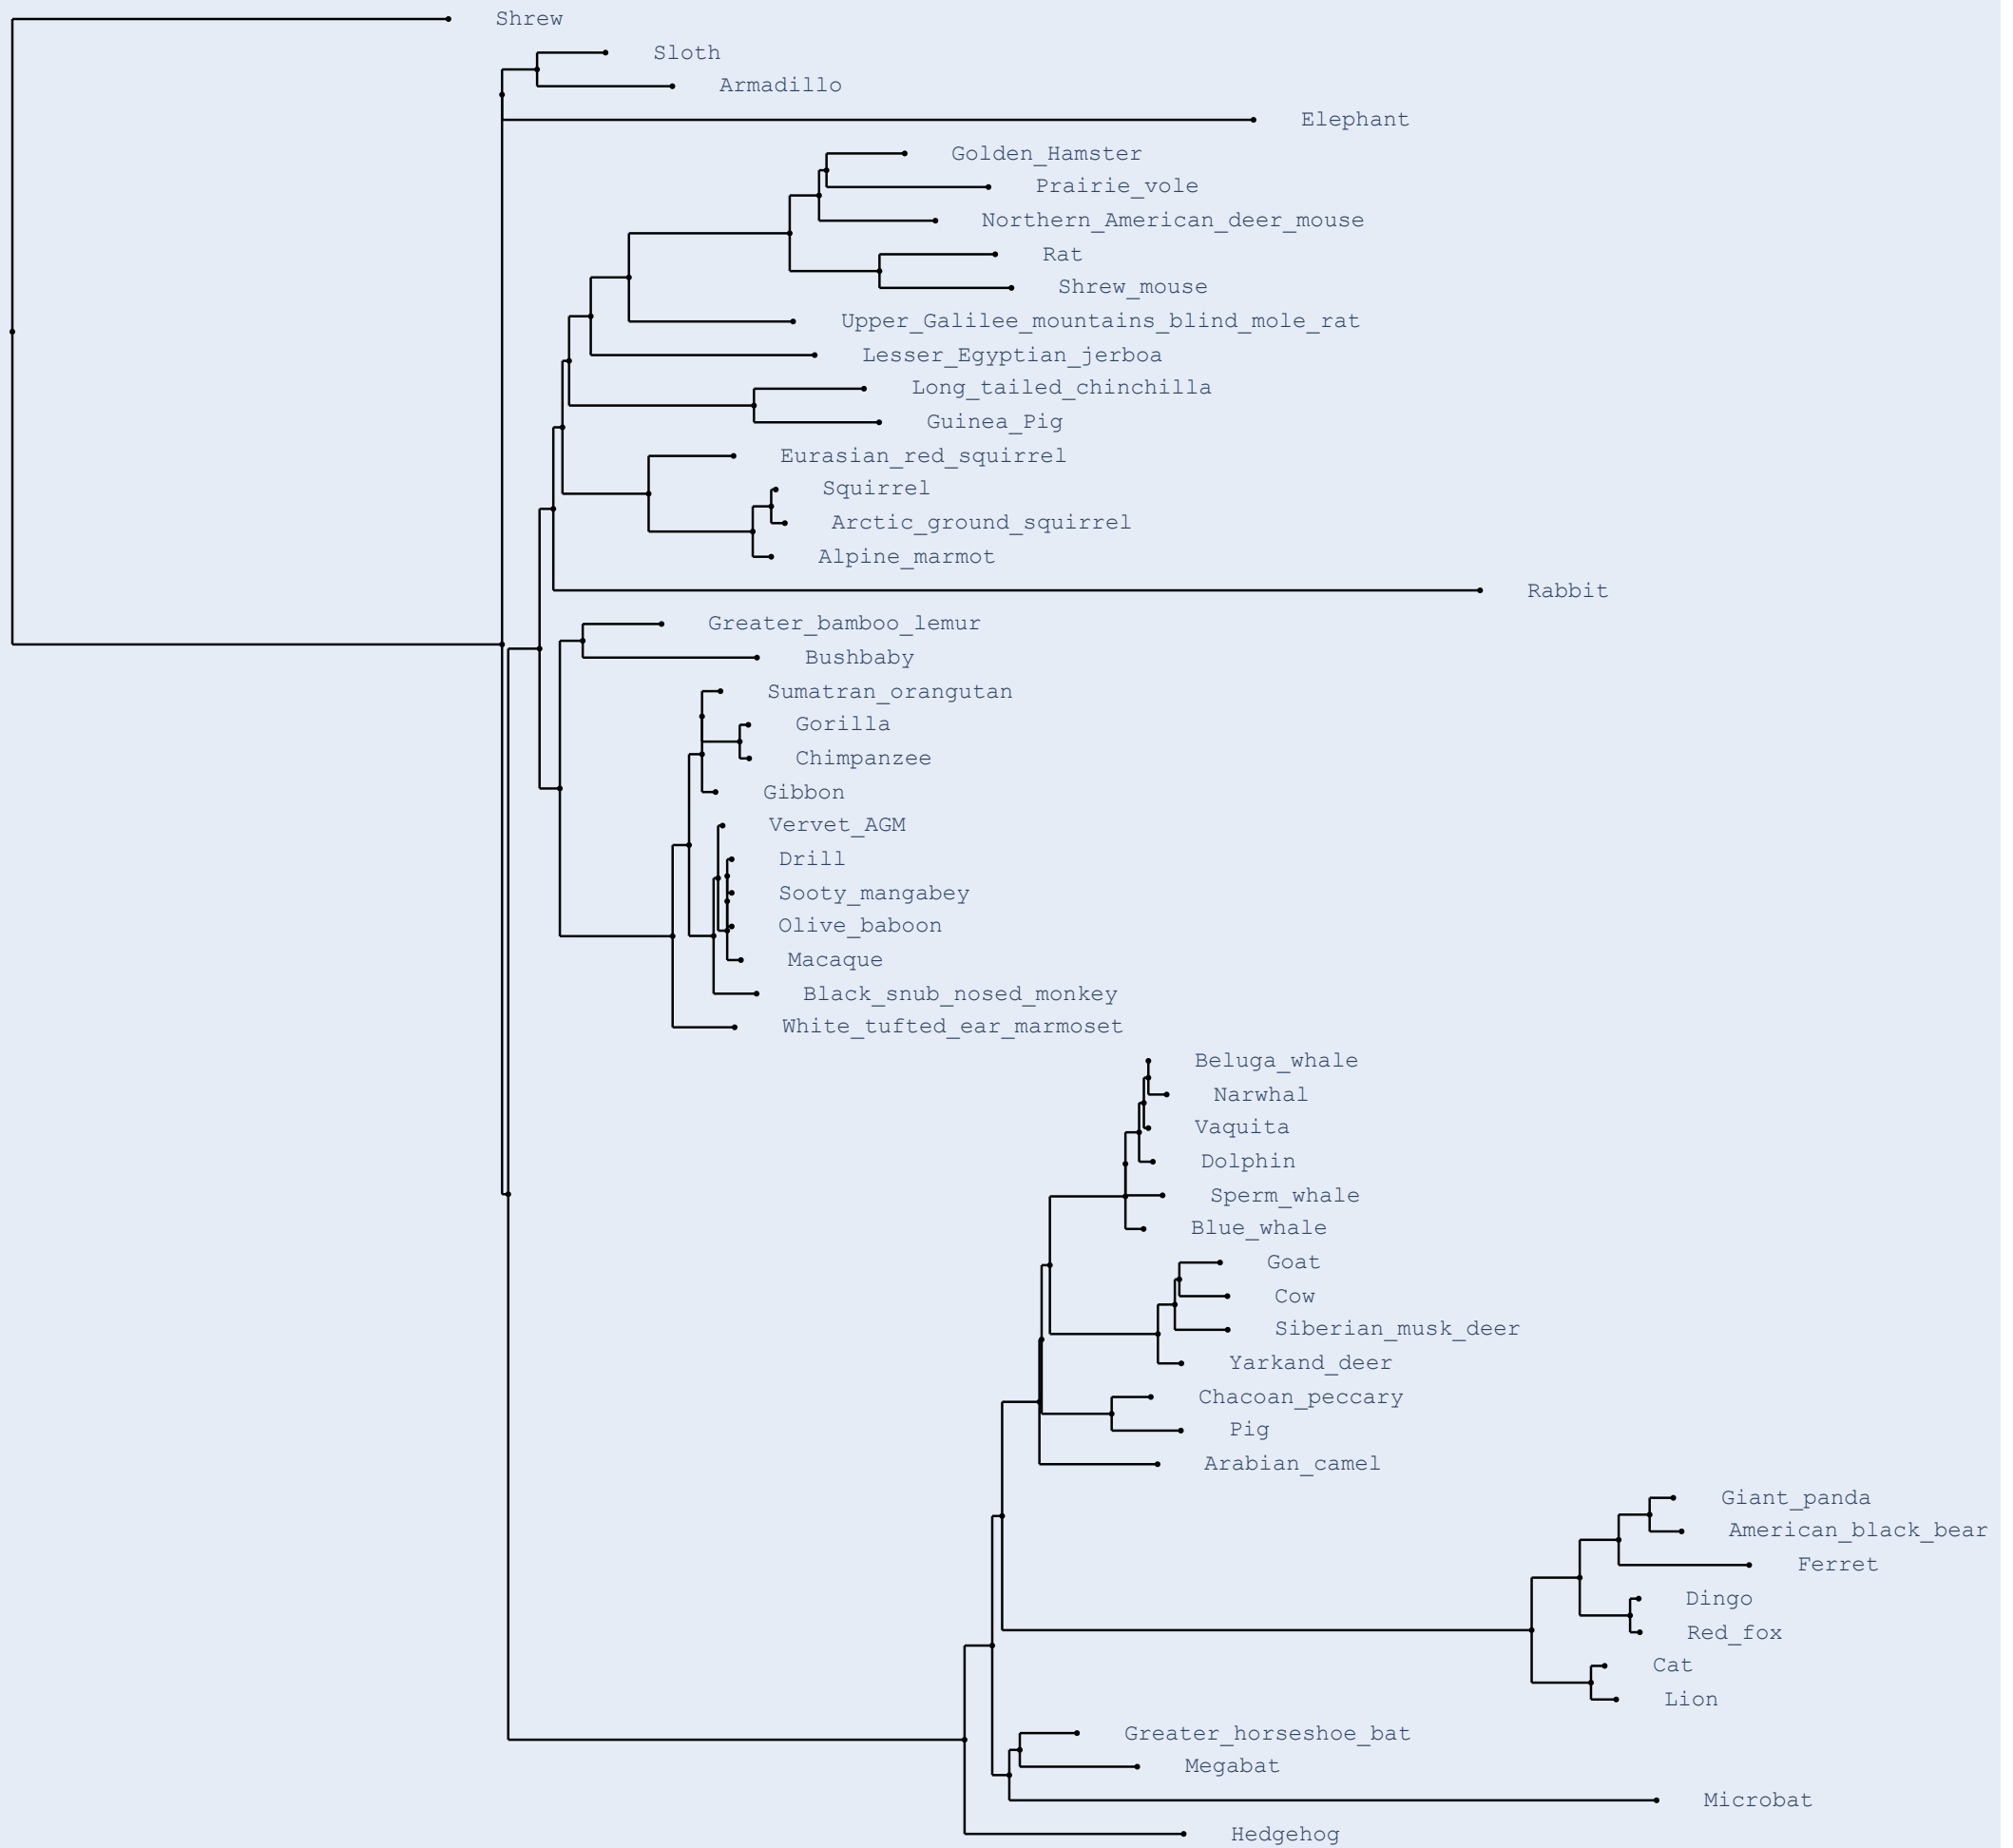 Shrew
Sloth
Armadillo
Elephant
Golden_Hamster
Prairie_vole
Northern_American_deer_mouse
Rat
Shrew_mouse
Upper_Galilee_mountains_blind_mole_rat
Lesser_Egyptian_jerboa
Long_tailed_chinchilla
Guinea_Pig
Eurasian_red_squirrel
Squirrel
Arctic_ground_squirrel
Alpine_marmot
Rabbit
Greater_bamboo_lemur
Bushbaby
Sumatran_orangutan
Gorilla
Chimpanzee
Gibbon
Vervet_AGM
Drill
Sooty_mangabey
Olive_baboon
Macaque
Black_snub_nosed_monkey
White_tufted_ear_marmoset
Beluga_whale
Narwhal
Vaquita
Dolphin
Sperm_whale
Blue_whale
Goat
Cow
Siberian_musk_deer
Yarkand_deer
Chacoan_peccary
Pig
Arabian_camel
Giant_panda
American_black_bear
Ferret
Dingo
Red_fox
Cat
Lion
Greater_horseshoe_bat
Megabat
Microbat
Hedgehog